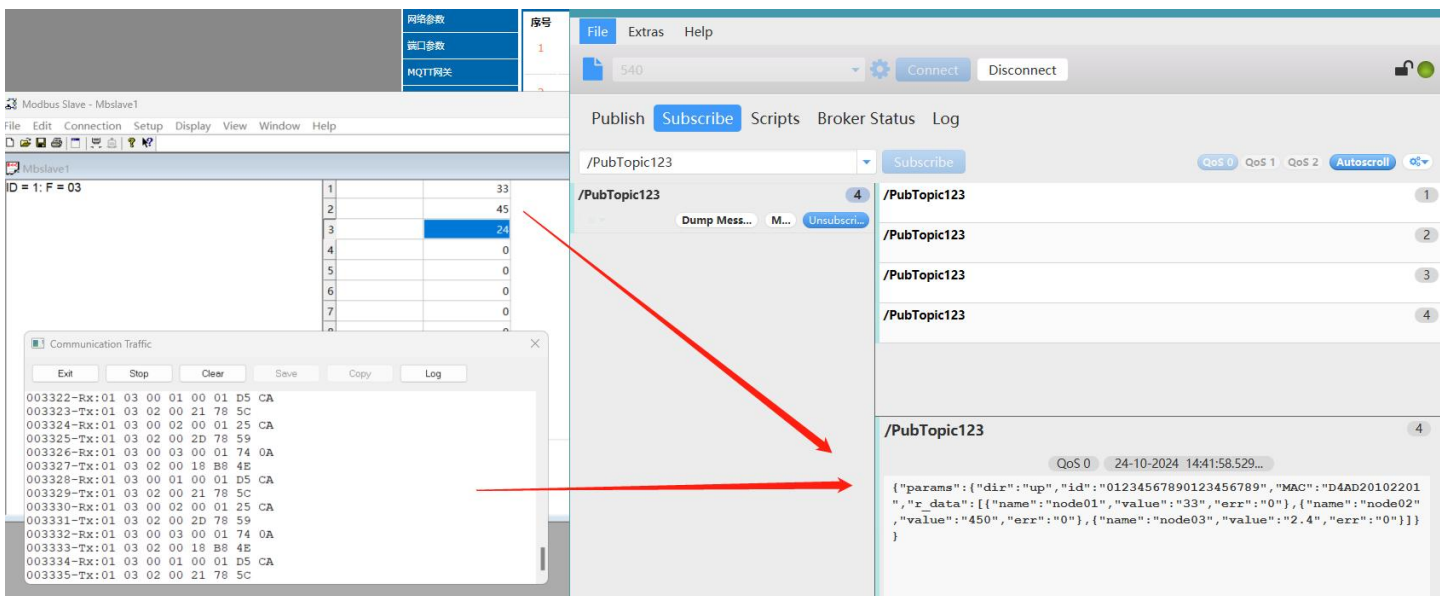 网络参数
端口参数
MQTT网关
序号
1
File Extras Help
540
Connect Disconnect
Publish Subscribe Scripts Broker Status Log
/PubTopic123
Subscribe
QoS 0 QoS 1 QoS 2 Autoscroll
/PubTopic123 4
Dump Mess... M... Unsubscri...
/PubTopic123 1
/PubTopic123 2
/PubTopic123 3
/PubTopic123 4
/PubTopic123 4
QoS 0 24-10-2024 14:41:58.529...
{"params":{"dir":"up","id":"01234567890123456789","MAC":"D4AD20102201
","r_data":[{"name":"node01","value":"33","err":"0"},{"name":"node02"
,"value":"450","err":"0"},{"name":"node03","value":"2.4","err":"0"}]}
}
Modbus Slave - Mbslave1
File Edit Connection Setup Display View Window Help
Mbslave1
ID = 1: F = 03
1 33
2 45
3 24
4 0
5 0
6 0
7 0
Communication Traffic
Exit Stop Clear Save Copy Log
003322-Rx:01 03 00 01 00 01 D5 CA
003323-Tx:01 03 02 00 21 78 5C
003324-Rx:01 03 00 02 00 01 25 CA
003325-Tx:01 03 02 00 2D 78 59
003326-Rx:01 03 00 03 00 01 74 0A
003327-Tx:01 03 02 00 18 B8 4E
003328-Rx:01 03 00 01 00 01 D5 CA
003329-Tx:01 03 02 00 21 78 5C
003330-Rx:01 03 00 02 00 01 25 CA
003331-Tx:01 03 02 00 2D 78 59
003332-Rx:01 03 00 03 00 01 74 0A
003333-Tx:01 03 02 00 18 B8 4E
003334-Rx:01 03 00 01 00 01 D5 CA
003335-Tx:01 03 02 00 21 78 5C